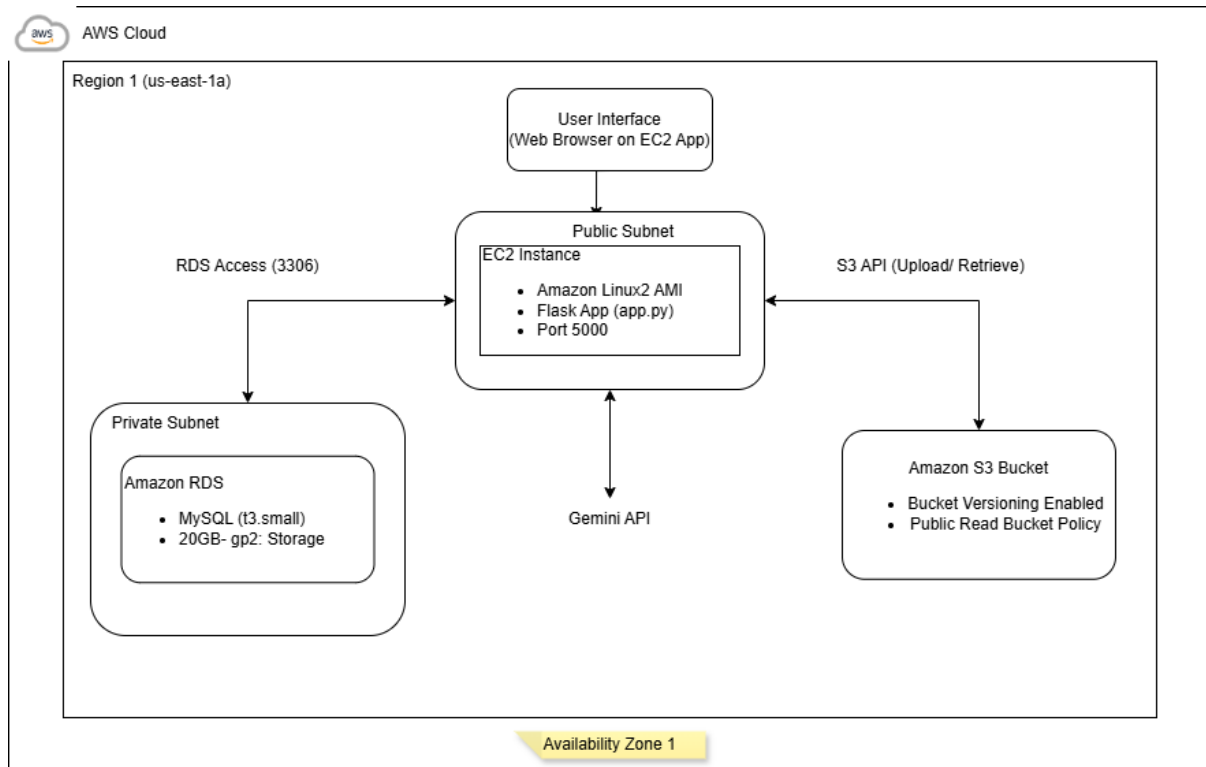 aws
AWS Cloud
Region 1 (us-east-1a)
User Interface
(Web Browser on EC2 App)
Public Subnet
EC2 Instance
• Amazon Linux2 AMI
• Flask App (app.py)
• Port 5000
RDS Access (3306)
S3 API (Upload/ Retrieve)
Private Subnet
Amazon RDS
• MySQL (t3.small)
• 20GB- gp2: Storage
Gemini API
Amazon S3 Bucket
• Bucket Versioning Enabled
• Public Read Bucket Policy
Availability Zone 1